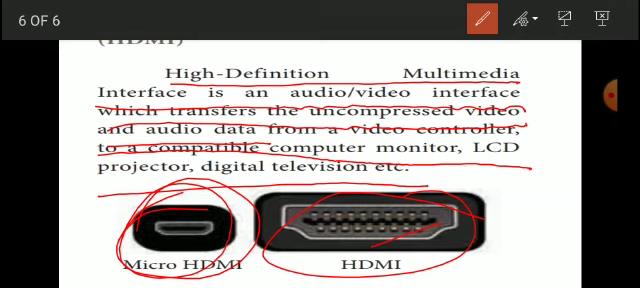 6 OF 6
(HDMI)
High-Definition Multimedia
Interface is an audio/video interface
which transfers the uncompressed video
and audio data from a video controller,
to a compatible computer monitor, LCD
projector, digital television etc.
Micro HDMI HDMI